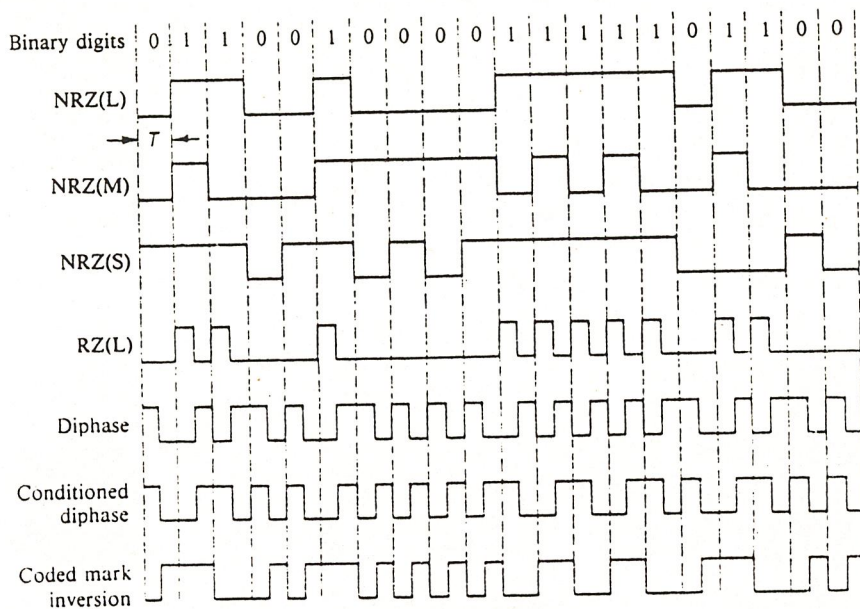 Binary digits 0 1 1 0 0 1 0 0 0 0 1 1 1 1 1 0 1 1 0 0
NRZ(L)
T
NRZ(M)
NRZ(S)
RZ(L)
Diphase
Conditioned
diphase
Coded mark
inversion